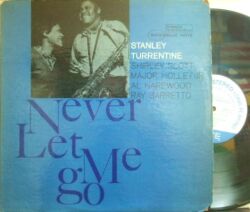 STANLEY
TURRENTINE
SHIRLEY SCOTT
MAJOR HOLLEY JR
AL HAREWOOD
RAY BARRETTO
Never
Let Me
go